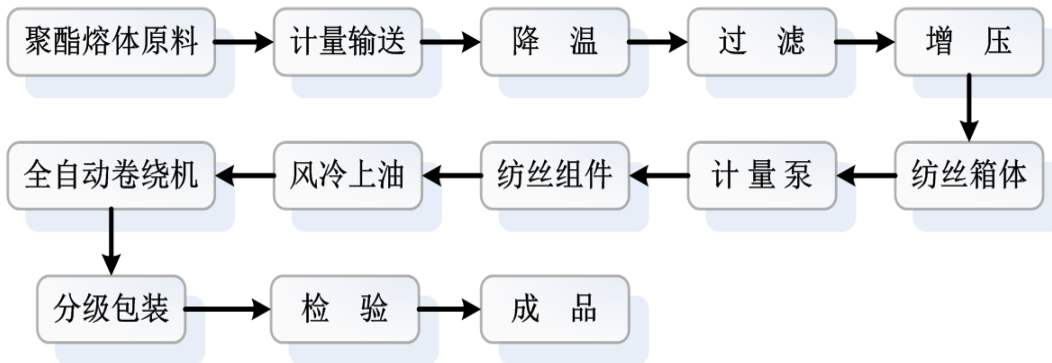 聚酯熔体原料
计量输送
降 温
过 滤
增 压
纺丝箱体
计 量 泵
纺丝组件
风冷上油
全自动卷绕机
分级包装
检 验
成 品